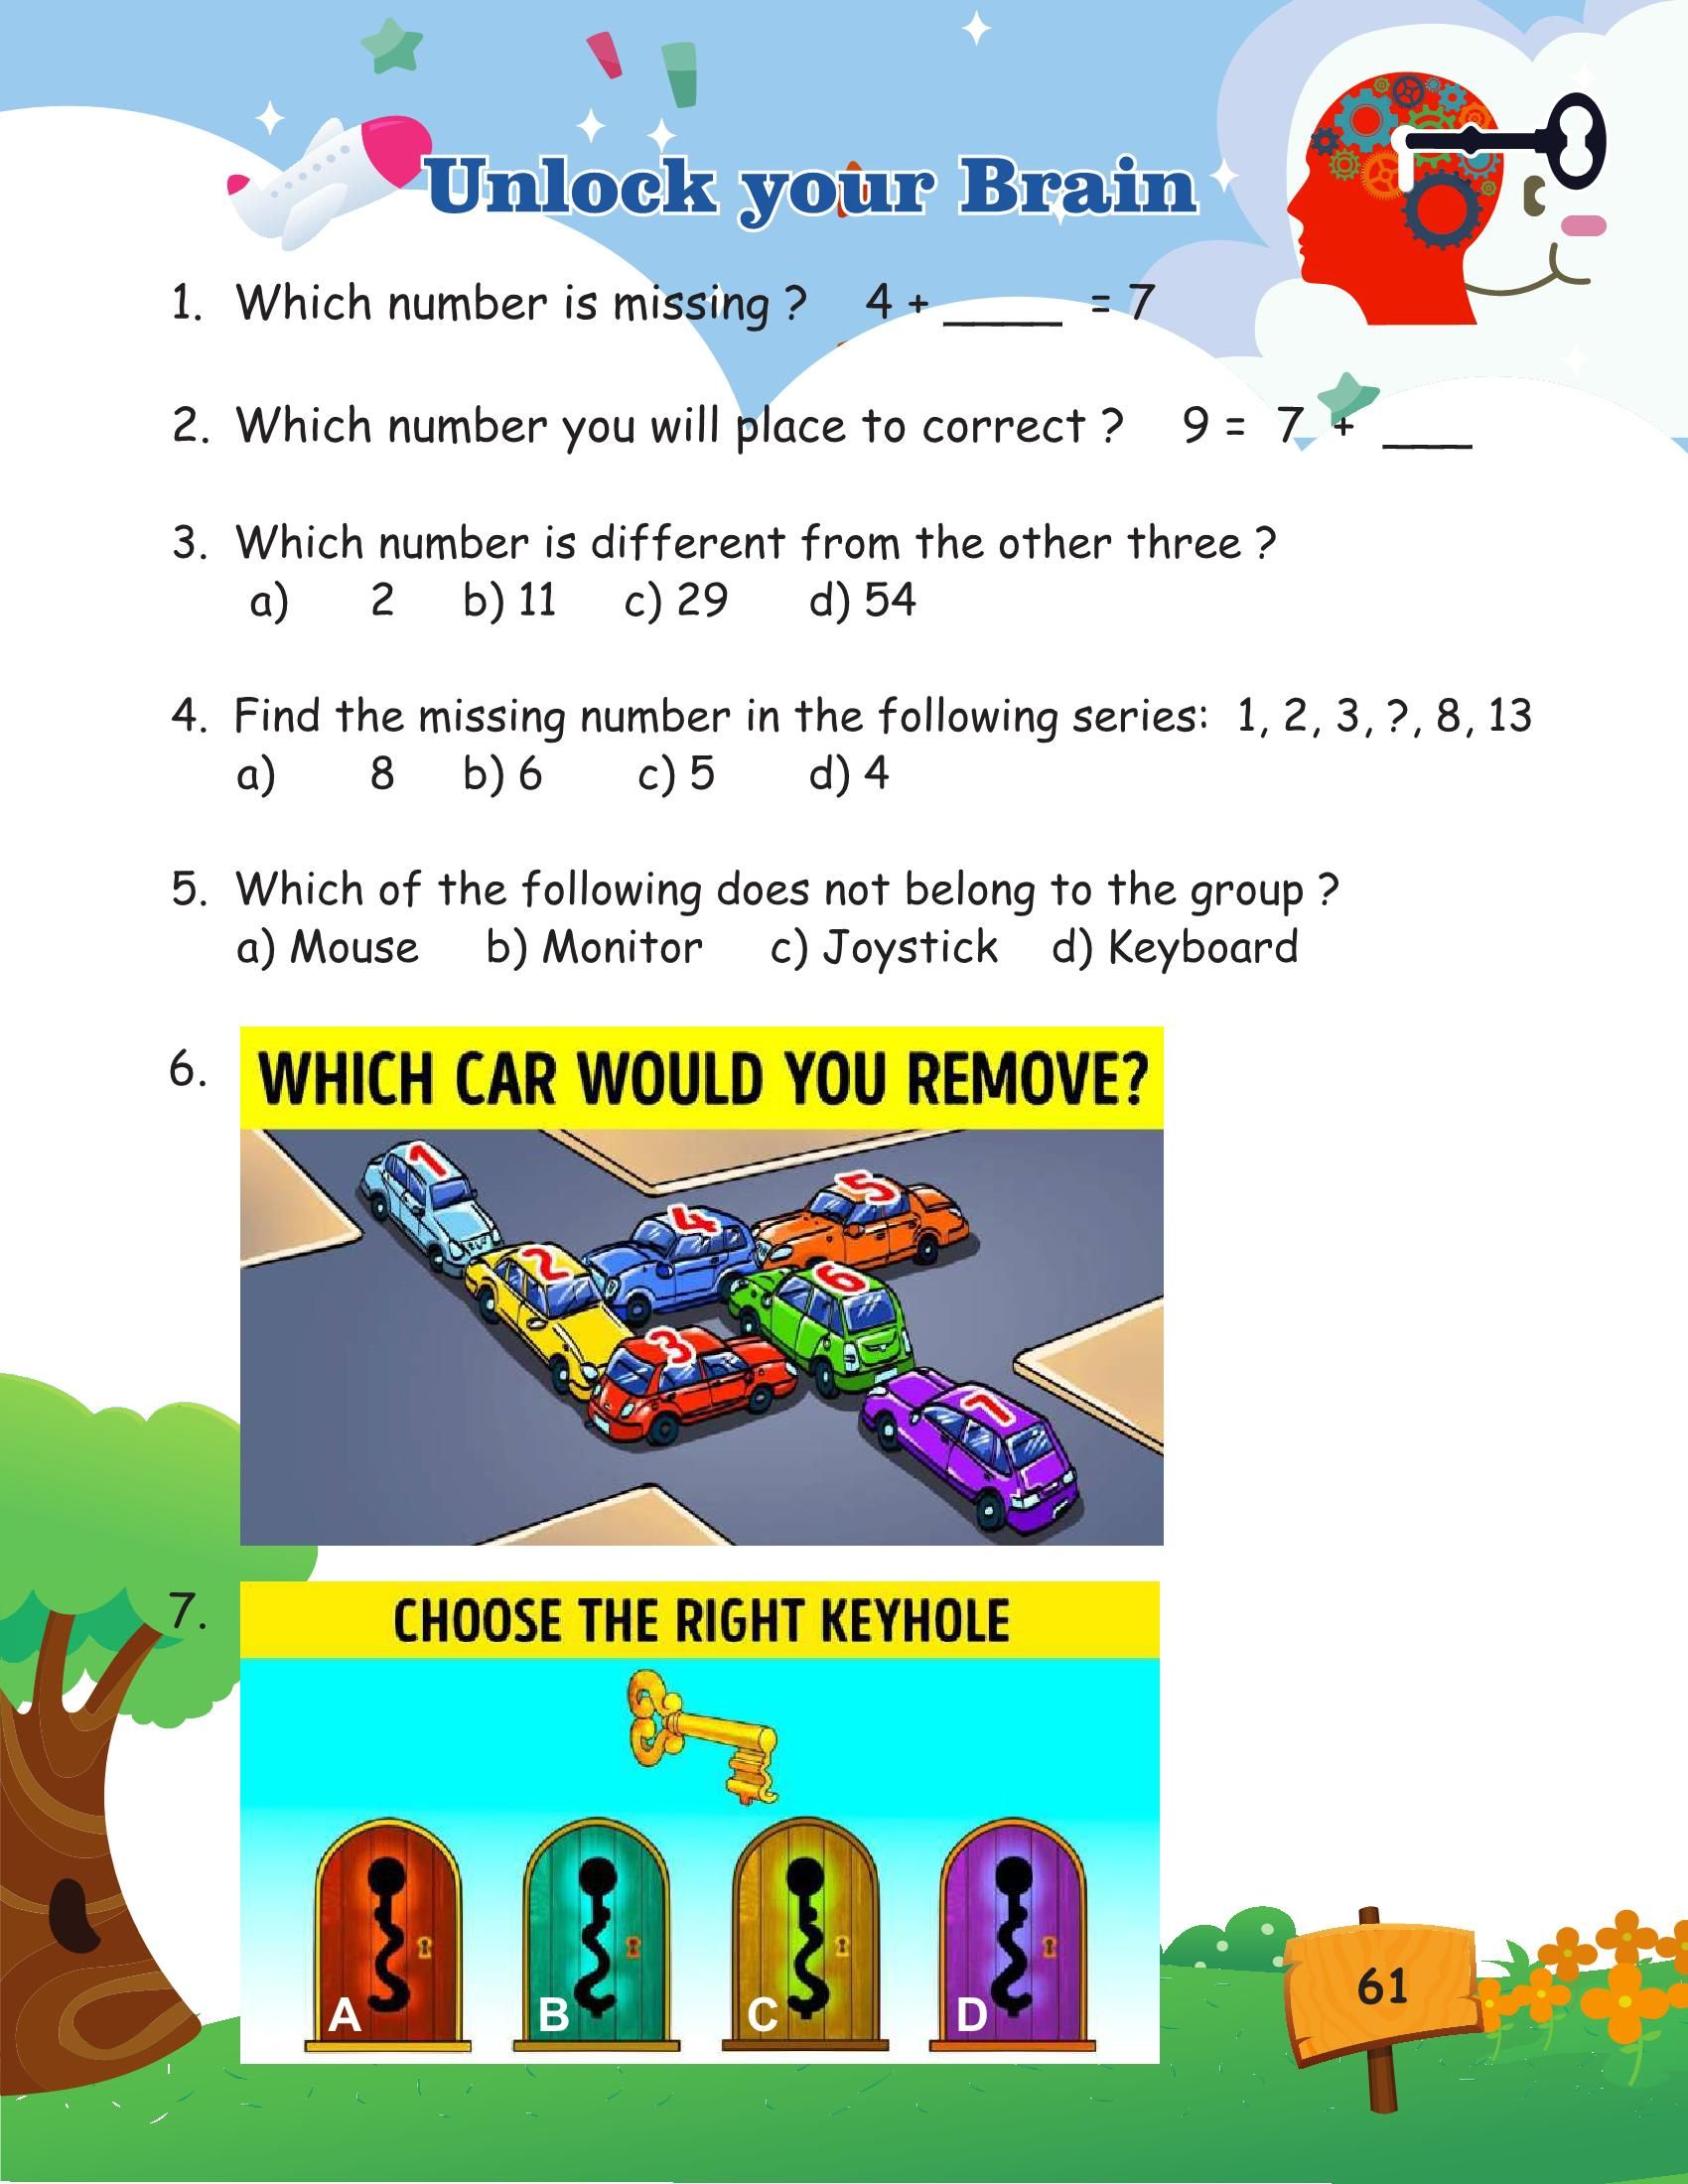 Unlock your Brain
1. Which number is missing ? 4 + ____ = 7
2. Which number you will place to correct ? 9 = 7 + ___
3. Which number is different from the other three ?
a) 2 b) 11 c) 29 d) 54
4. Find the missing number in the following series: 1, 2, 3, ?, 8, 13
a) 8 b) 6 c) 5 d) 4
5. Which of the following does not belong to the group ?
a) Mouse b) Monitor c) Joystick d) Keyboard
6. WHICH CAR WOULD YOU REMOVE?
1
5
4
2
6
3
7
7. CHOOSE THE RIGHT KEYHOLE
A B C D
61